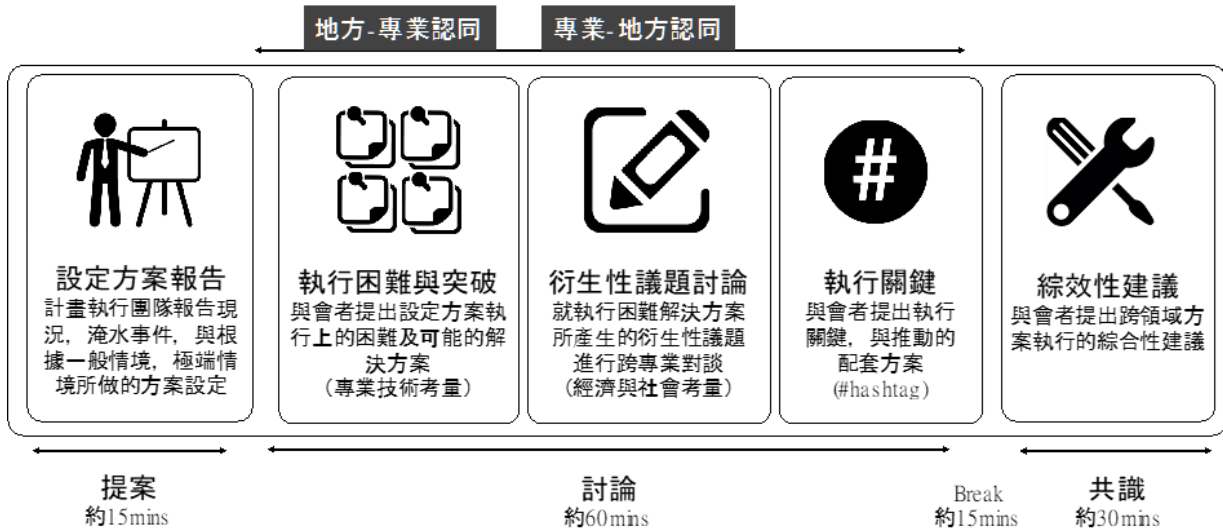 地方-專業認同
專業-地方認同
設定方案報告
計畫執行團隊報告現
況，淹水事件，與根
據一般情境，極端情
境所做的方案設定
執行困難與突破
與會者提出設定方案執
行上的困難及可能的解
決方案
（專業技術考量）
衍生性議題討論
就執行困難解決方案
所產生的衍生性議題
進行跨專業對談
（經濟與社會考量）
#
執行關鍵
與會者提出執行
關鍵，與推動的
配套方案
(#hashtag)
綜效性建議
與會者提出跨領域方
案執行的綜合性建議
提案
約15mins
討論
約60mins
Break
約15mins
共識
約30mins